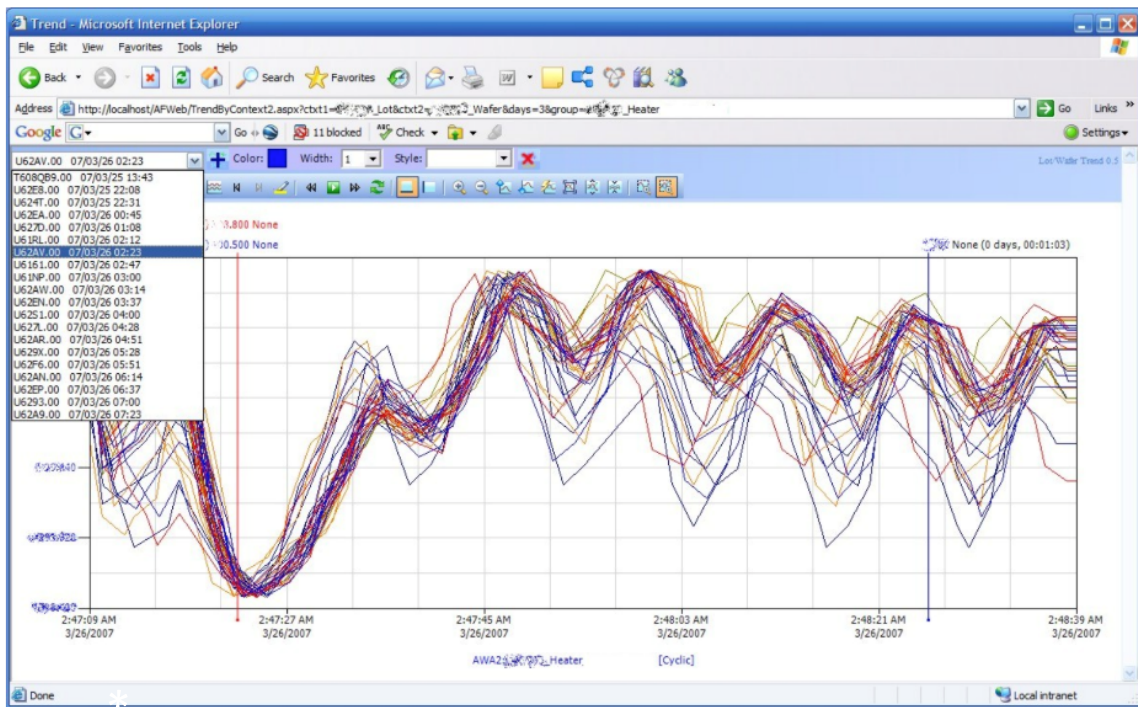 Trend - Microsoft Internet Explorer
File Edit View Favorites Tools Help
Back Search Favorites
Address http://localhost/AFWeb/TrendByContext2.aspx?ctxt1= _Lot&ctxt2= _Wafer&days=3&group= _Heater Go Links »
Google G Go 11 blocked ABC Check Settings
U62AV.00 07/03/26 02:23 Color: Width: 1 Style: Lot/Wafer Trend 0.5
T608QB9.00 07/03/25 13:43
U62E8.00 07/03/25 22:08
U624T.00 07/03/25 22:31
U62EA.00 07/03/26 00:45
U627D.00 07/03/26 01:08
U61RL.00 07/03/26 02:12
U62AV.00 07/03/26 02:23
U6161.00 07/03/26 02:47
U61NP.00 07/03/26 03:00
U62AW.00 07/03/26 03:14
U62EN.00 07/03/26 03:37
U62S1.00 07/03/26 04:00
U627L.00 07/03/26 04:28
U62AR.00 07/03/26 04:51
U629X.00 07/03/26 05:28
U62F6.00 07/03/26 05:51
U62AN.00 07/03/26 06:14
U62EP.00 07/03/26 06:37
U6293.00 07/03/26 07:00
U62A9.00 07/03/26 07:23
.800 None
.500 None
None (0 days, 00:01:03)
2:47:09 AM 2:47:27 AM 2:47:45 AM 2:48:03 AM 2:48:21 AM 2:48:39 AM
3/26/2007 3/26/2007 3/26/2007 3/26/2007 3/26/2007 3/26/2007
AWA2 _Heater [Cyclic]
Done Local intranet